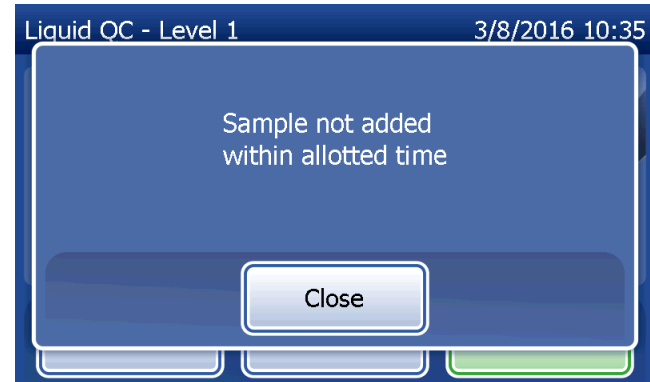 Liquid QC - Level 1 3/8/2016 10:35
Sample not added
within allotted time
Close